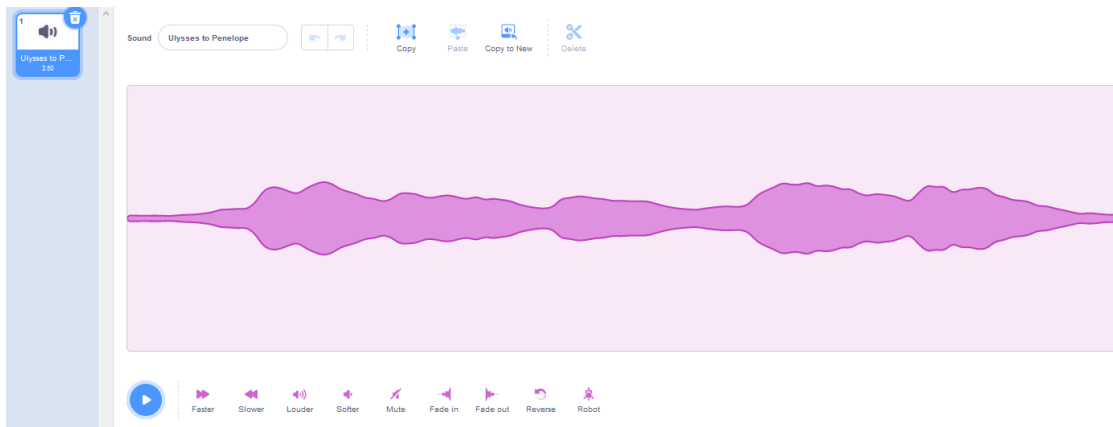 1
Ulysses to P...
2.50
Sound
Ulysses to Penelope
Copy
Paste
Copy to New
Delete
Faster
Slower
Louder
Softer
Mute
Fade in
Fade out
Reverse
Robot